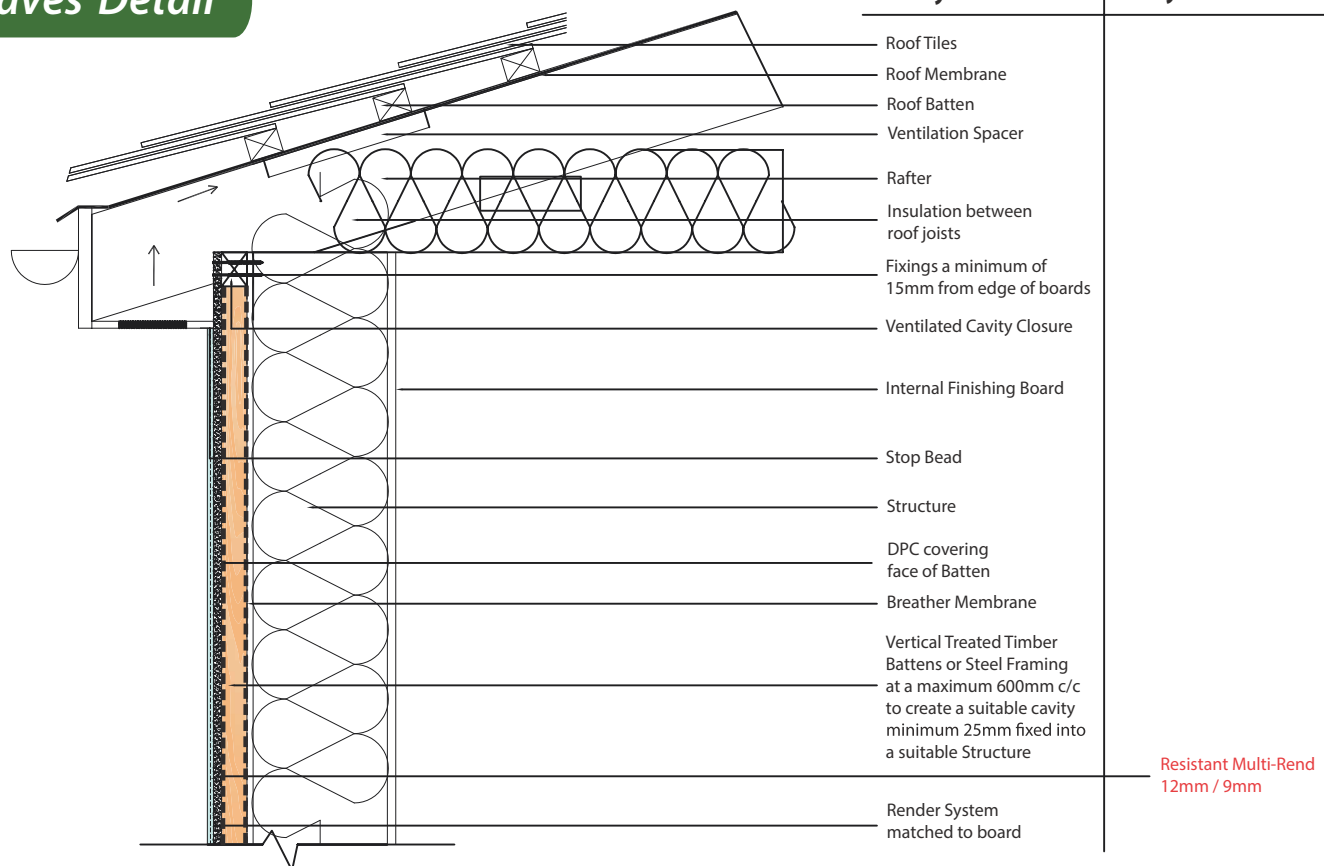 Detail
Roof Tiles
Roof Membrane
Roof Batten
Ventilation Spacer
Rafter
Insulation between
roof joists
Fixings a minimum of
15mm from edge of boards
Ventilated Cavity Closure
Internal Finishing Board
Stop Bead
Structure
DPC covering
face of Batten
Breather Membrane
Vertical Treated Timber
Battens or Steel Framing
at a maximum 600mm c/c
to create a suitable cavity
minimum 25mm fixed into
a suitable Structure
Resistant Multi-Rend
12mm / 9mm
Render System
matched to board